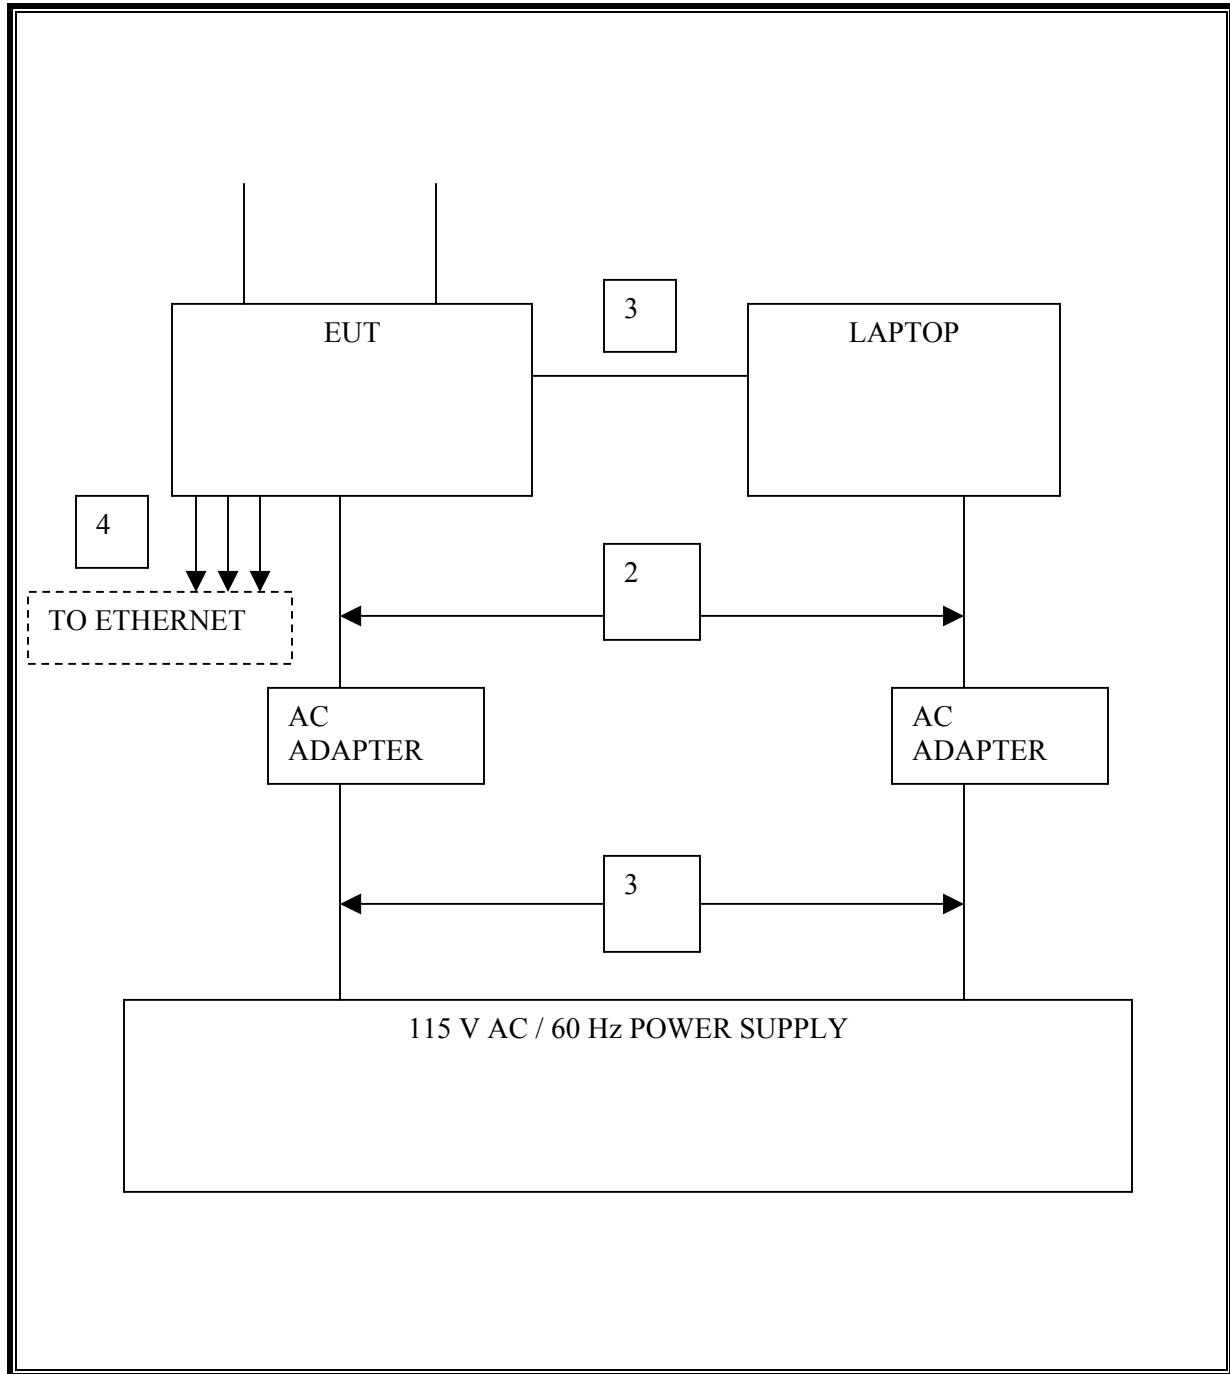 3
EUT
LAPTOP
4
2
TO ETHERNET
AC
ADAPTER
AC
ADAPTER
3
115 V AC / 60 Hz POWER SUPPLY